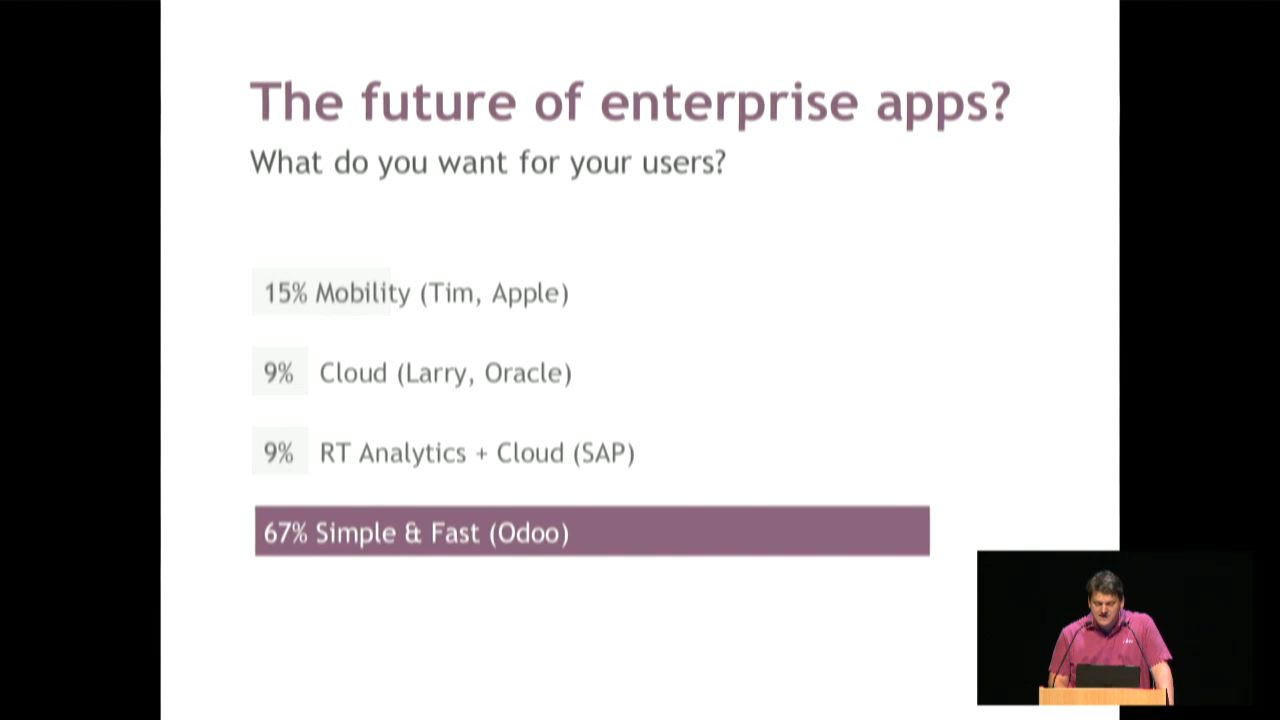 The future of enterprise apps?
What do you want for your users?
15% Mobility (Tim, Apple)
9% Cloud (Larry, Oracle)
9% RT Analytics + Cloud (SAP)
67% Simple & Fast (Odoo)